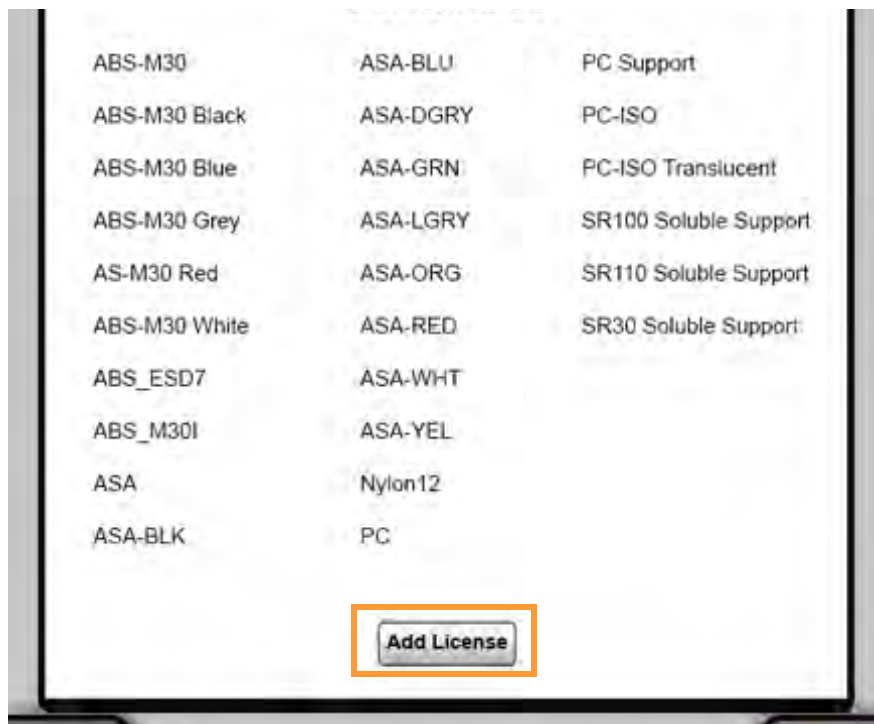 ABS-M30 ASA-BLU PC Support
ABS-M30 Black ASA-DGRY PC-ISO
ABS-M30 Blue ASA-GRN PC-ISO Translucent
ABS-M30 Grey ASA-LGRY SR100 Soluble Support
AS-M30 Red ASA-ORG SR110 Soluble Support
ABS-M30 White ASA-RED SR30 Soluble Support
ABS_ESD7 ASA-WHT
ABS_M30I ASA-YEL
ASA Nylon12
ASA-BLK PC
Add License